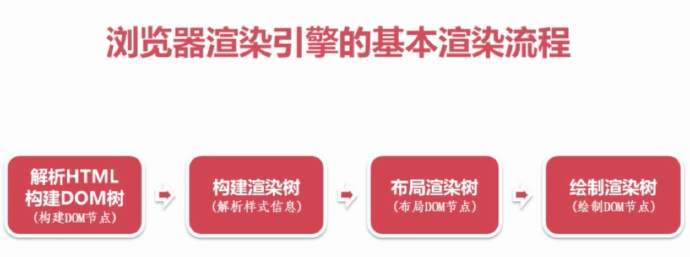 浏览器渲染引擎的基本渲染流程
解析HTML
构建DOM树
(构建DOM节点)
构建渲染树
(解析样式信息)
布局渲染树
(布局DOM节点)
绘制渲染树
(绘制DOM节点)